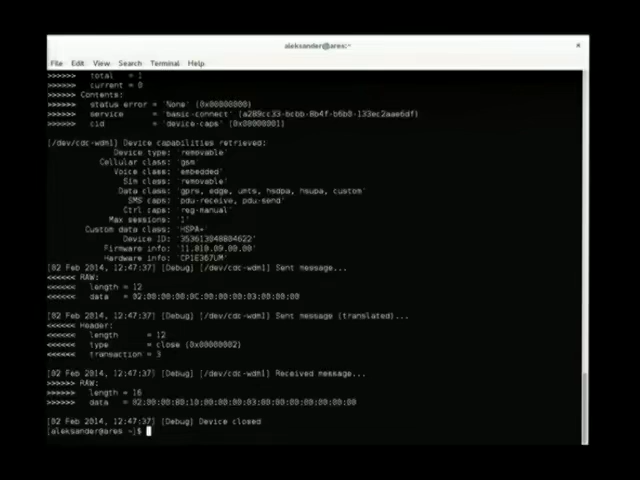 aleksander@ares:~
×
File Edit View Search Terminal Help
>>>>>> total = 1
>>>>>> current = 0
>>>>>> Contents:
>>>>>> status error = 'None' (0x00000000)
>>>>>> service = 'basic-connect' (a289cc33-bcbb-8b4f-b6b0-133ec2aae6df)
>>>>>> cid = 'device-caps' (0x00000001)
[/dev/cdc-wdm1] Device capabilities retrieved:
Device type: 'removable'
Cellular class: 'gsm'
Voice class: 'embedded'
Sim class: 'removable'
Data class: 'gprs, edge, umts, hsdpa, hsupa, custom'
SMS caps: 'pdu-receive, pdu-send'
Ctrl caps: 'reg-manual'
Max sessions: '1'
Custom data class: 'HSPA+'
Device ID: '353613048804622'
Firmware info: '11.810.09.00.00'
Hardware info: 'CP1E367UM'
[02 Feb 2014, 12:47:37] [Debug] [/dev/cdc-wdm1] Sent message...
<<<<<< RAW:
<<<<<< length = 12
<<<<<< data = 02:00:00:00:0C:00:00:00:03:00:00:00
[02 Feb 2014, 12:47:37] [Debug] [/dev/cdc-wdm1] Sent message (translated)...
<<<<<< Header:
<<<<<< length = 12
<<<<<< type = close (0x00000002)
<<<<<< transaction = 3
[02 Feb 2014, 12:47:37] [Debug] [/dev/cdc-wdm1] Received message...
>>>>>> RAW:
>>>>>> length = 16
>>>>>> data = 02:00:00:80:10:00:00:00:03:00:00:00:00:00:00:00
[02 Feb 2014, 12:47:37] [Debug] Device closed
[aleksander@ares ~]$